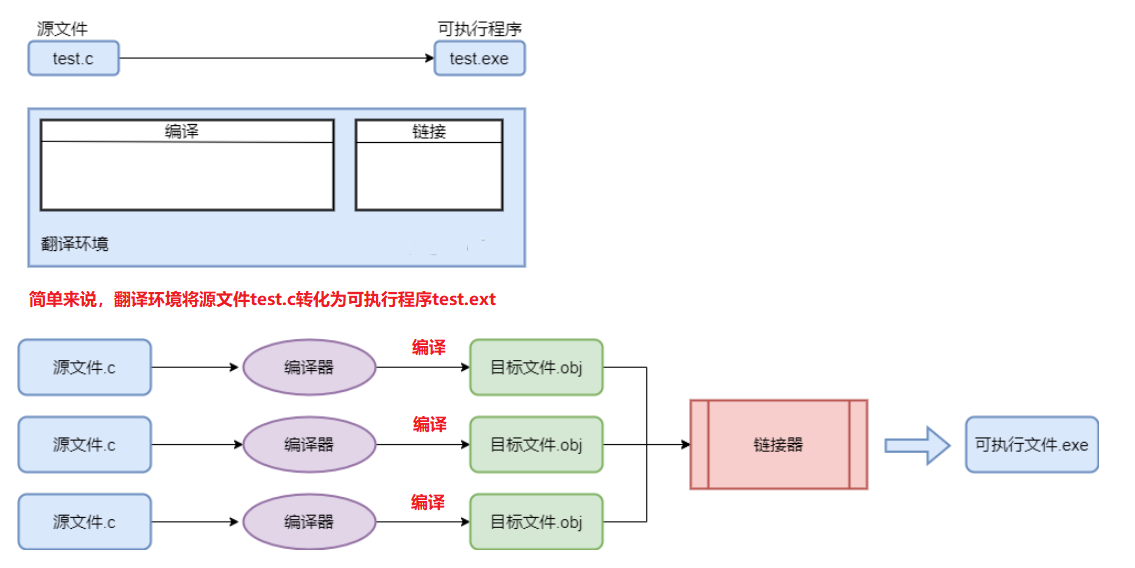 源文件
可执行程序
test.c
test.exe
编译
链接
翻译环境
简单来说，翻译环境将源文件test.c转化为可执行程序test.ext
源文件.c
编译器
编译
目标文件.obj
源文件.c
编译器
编译
目标文件.obj
链接器
可执行文件.exe
源文件.c
编译器
编译
目标文件.obj